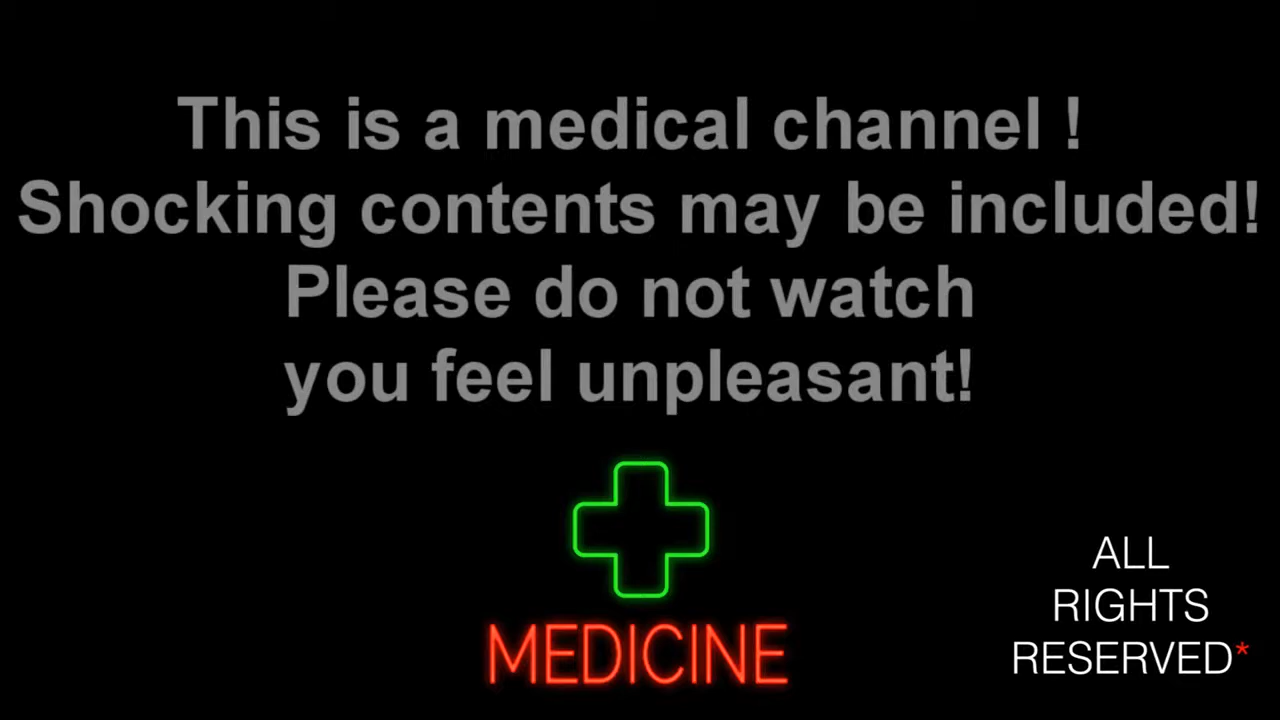 This is a medical channel !
Shocking contents may be included!
Please do not watch
you feel unpleasant!
MEDICINE
ALL
RIGHTS
RESERVED*